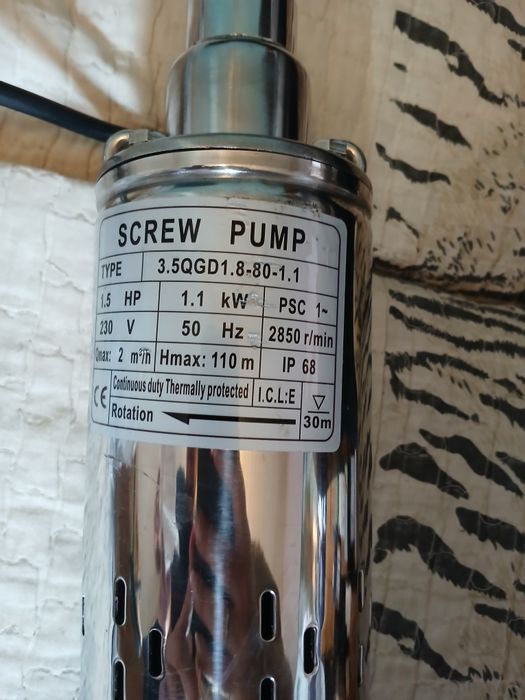 SCREW PUMP
TYPE 3.5QGD1.8-80-1.1
1.5 HP 1.1 kW PSC 1~
230 V 50 Hz 2850 r/min
Qmax: 2 m³/h Hmax: 110 m IP 68
CE Continuous duty Thermally protected I.C.L:E
Rotation 30m